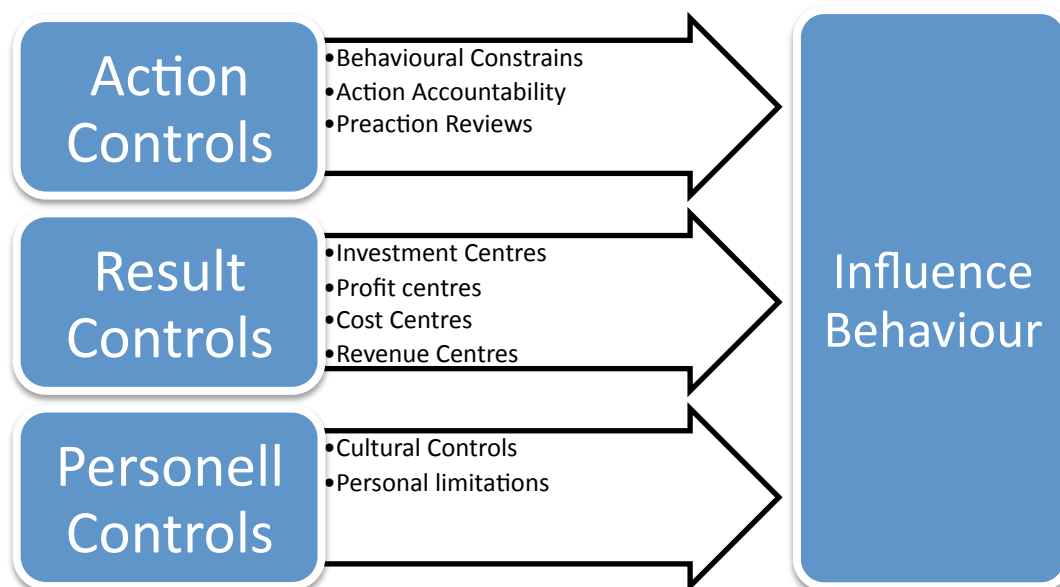 Action
Controls
•Behavioural Constrains
•Action Accountability
•Preaction Reviews
Result
Controls
•Investment Centres
•Profit centres
•Cost Centres
•Revenue Centres
Personell
Controls
•Cultural Controls
•Personal limitations
Influence
Behaviour